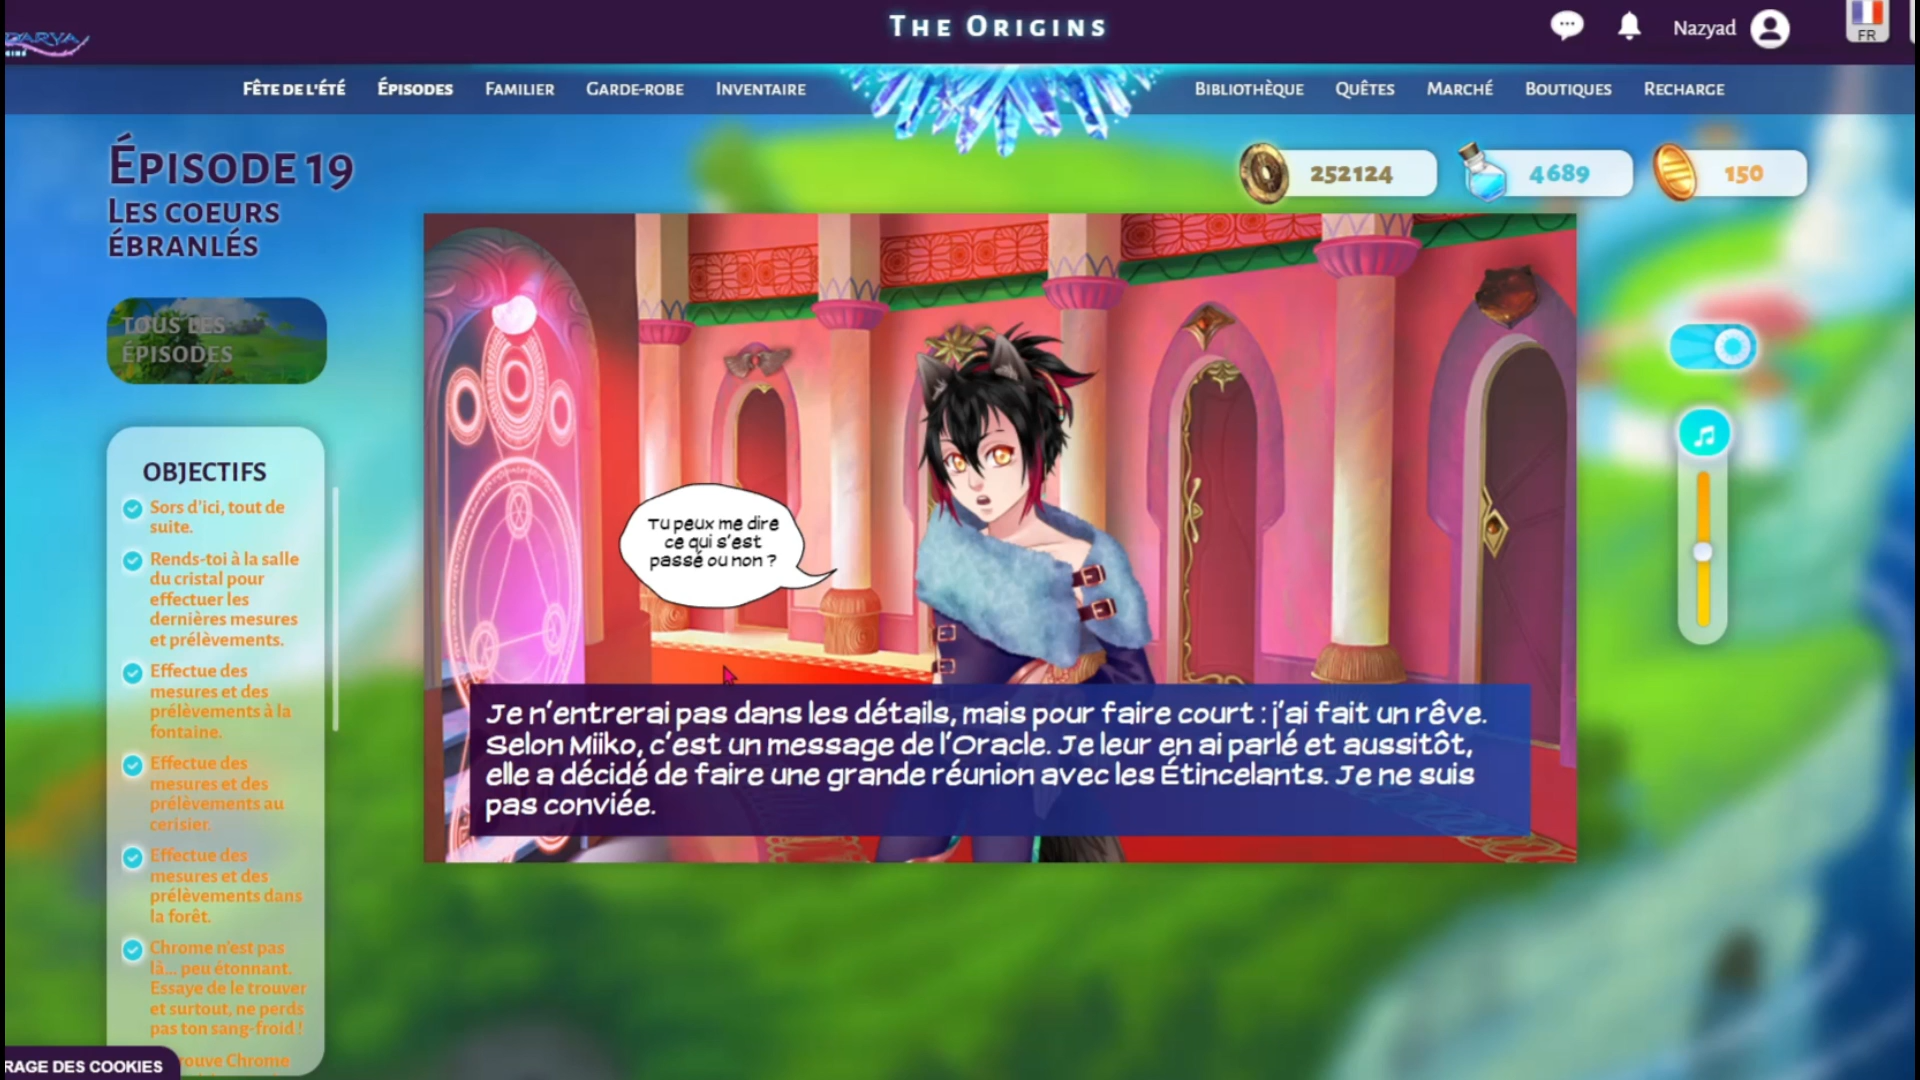 DARYA
THE ORIGINS
Nazyad
FR
FÊTE DE L'ÉTÉ
ÉPISODES
FAMILIER
GARDE-ROBE
INVENTAIRE
BIBLIOTHÈQUE
QUÊTES
MARCHÉ
BOUTIQUES
RECHARGE
ÉPISODE 19
LES COEURS
ÉBRANLÉS
252124
4689
150
TOUS LES
ÉPISODES
OBJECTIFS
Sors d'ici, tout de
suite.
Rends-toi à la salle
du cristal pour
effectuer les
dernières mesures
et prélèvements.
Effectue des
mesures et des
prélèvements à la
fontaine.
Effectue des
mesures et des
prélèvements au
cerisier.
Effectue des
mesures et des
prélèvements dans
la forêt.
Chrome n'est pas
là... peu étonnant.
Essaye de le trouver
et surtout, ne perds
pas ton sang-froid !
rouve Chrome
Tu peux me dire
ce qui s'est
passé ou non ?
Je n'entrerai pas dans les détails, mais pour faire court : j'ai fait un rêve.
Selon Miiko, c'est un message de l'Oracle. Je leur en ai parlé et aussitôt,
elle a décidé de faire une grande réunion avec les Étincelants. Je ne suis
pas conviée.
RAGE DES COOKIES